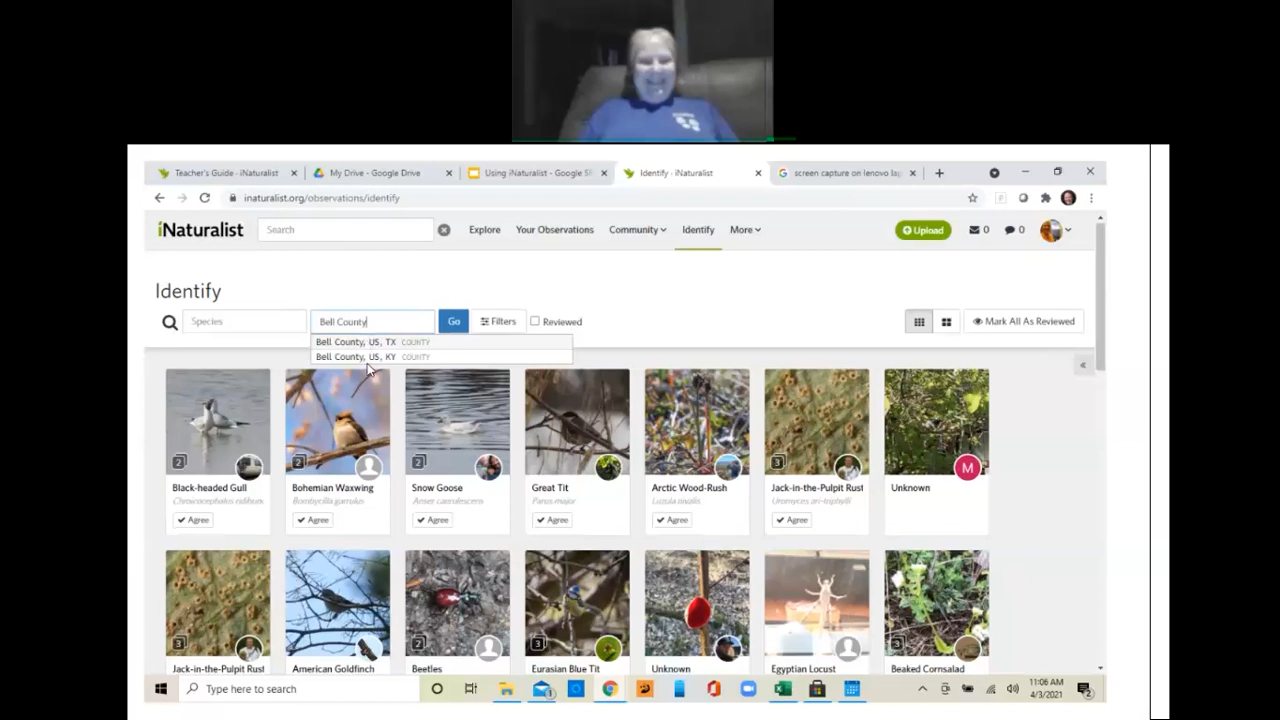 Teacher's Guide · iNaturalist
My Drive - Google Drive
Using iNaturalist - Google Sl
Identify · iNaturalist
screen capture on lenovo lap
inaturalist.org/observations/identify
iNaturalist
Search
Explore
Your Observations
Community
Identify
More
Upload
0
0
Identify
Species
Bell County
Go
Filters
Reviewed
Mark All As Reviewed
Bell County, US, TX COUNTY
Bell County, US, KY COUNTY
2
2
2
3
M
Black-headed Gull
Bohemian Waxwing
Snow Goose
Great Tit
Arctic Wood-Rush
Jack-in-the-Pulpit Rust
Unknown
Chroicocephalus ridibundus
Bombycilla garrulus
Anser caerulescens
Parus major
Luzula nivalis
Uromyces ari-triphylli
Agree
Agree
Agree
Agree
Agree
Agree
3
2
3
3
Jack-in-the-Pulpit Rust
American Goldfinch
Beetles
Eurasian Blue Tit
Unknown
Egyptian Locust
Beaked Cornsalad
Type here to search
11:06 AM
4/3/2021
2